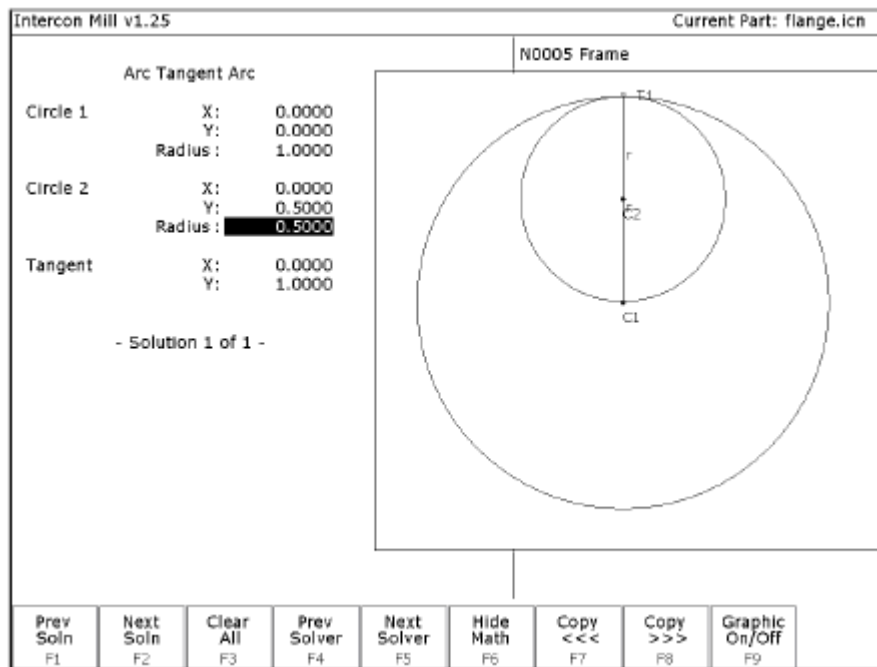 Intercon Mill v1.25
Current Part: flange.icn
N0005 Frame
Arc Tangent Arc
Circle 1 X: 0.0000
Y: 0.0000
Radius : 1.0000
Circle 2 X: 0.0000
Y: 0.5000
Radius : 0.5000
Tangent X: 0.0000
Y: 1.0000
- Solution 1 of 1 -
T1
r
C2
C1
Prev Soln F1
Next Soln F2
Clear All F3
Prev Solver F4
Next Solver F5
Hide Math F6
Copy <<< F7
Copy >>> F8
Graphic On/Off F9